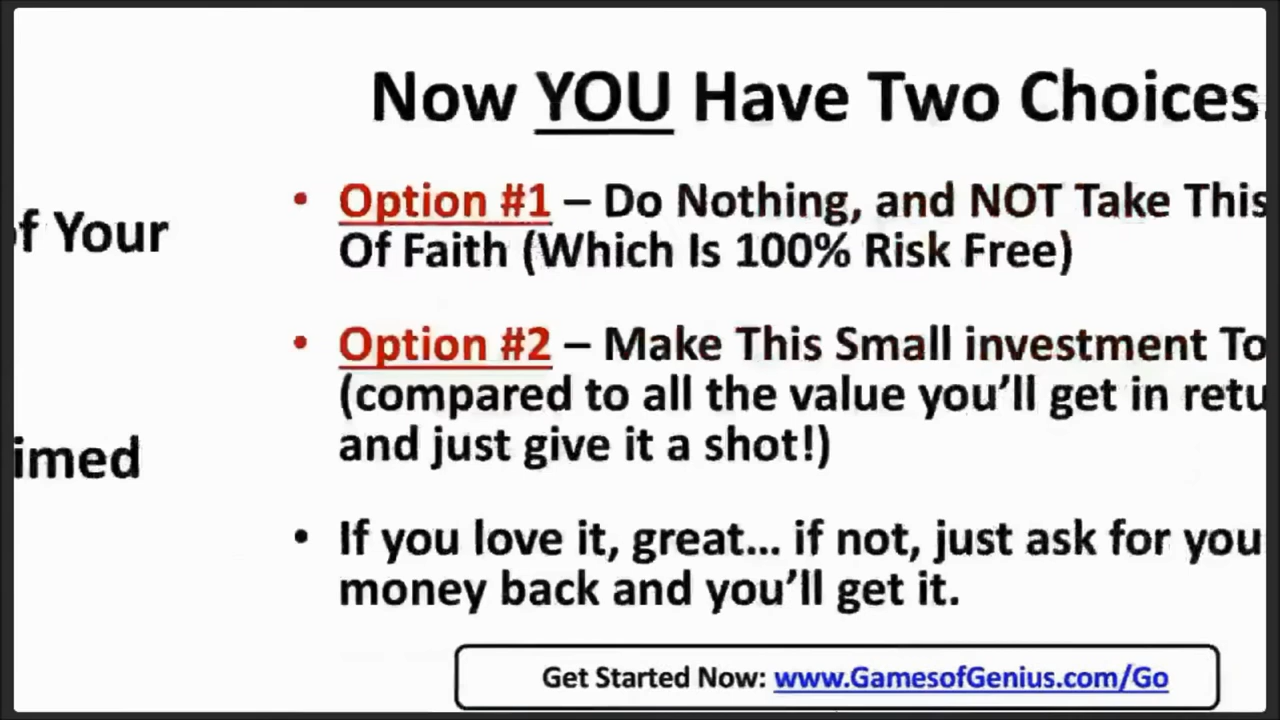 Now YOU Have Two Choices
of Your
• Option #1 – Do Nothing, and NOT Take This
Of Faith (Which Is 100% Risk Free)
• Option #2 – Make This Small investment To
(compared to all the value you’ll get in retu
and just give it a shot!)
imed
• If you love it, great... if not, just ask for you
money back and you’ll get it.
Get Started Now: www.GamesofGenius.com/Go